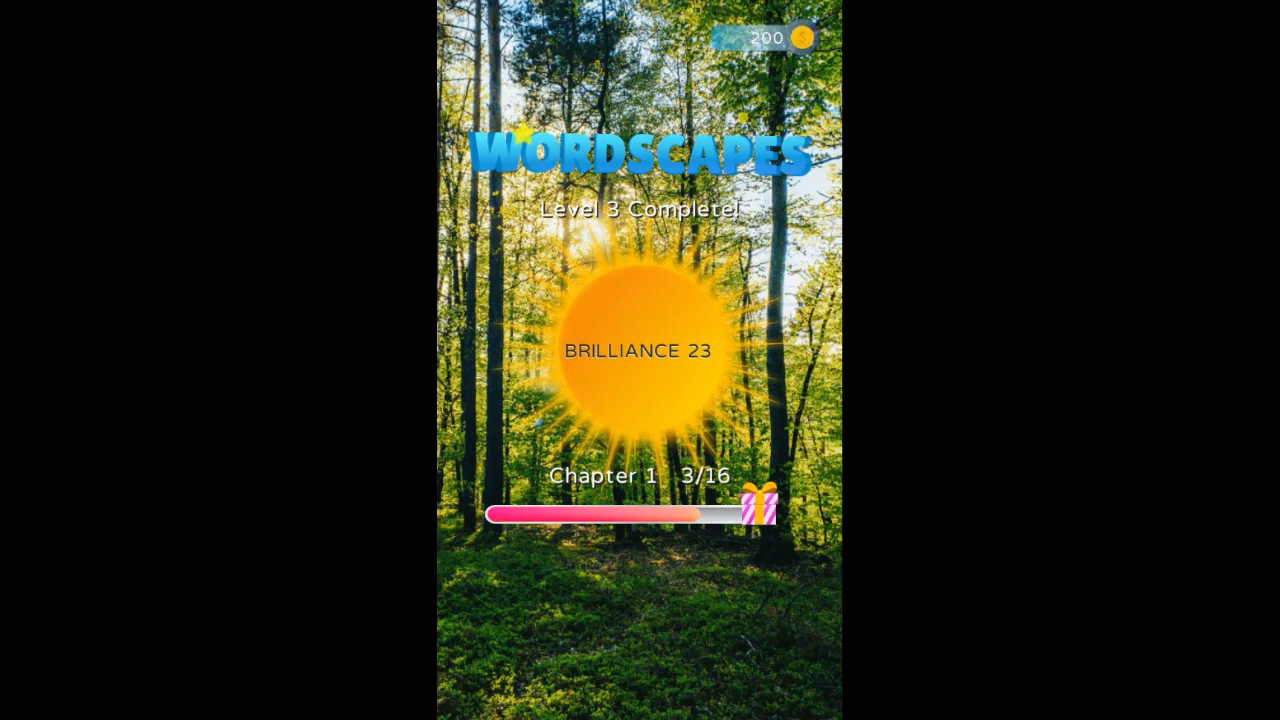 200
WORDSCAPES
Level 3 Complete!
BRILLIANCE 23
Chapter 1 3/16